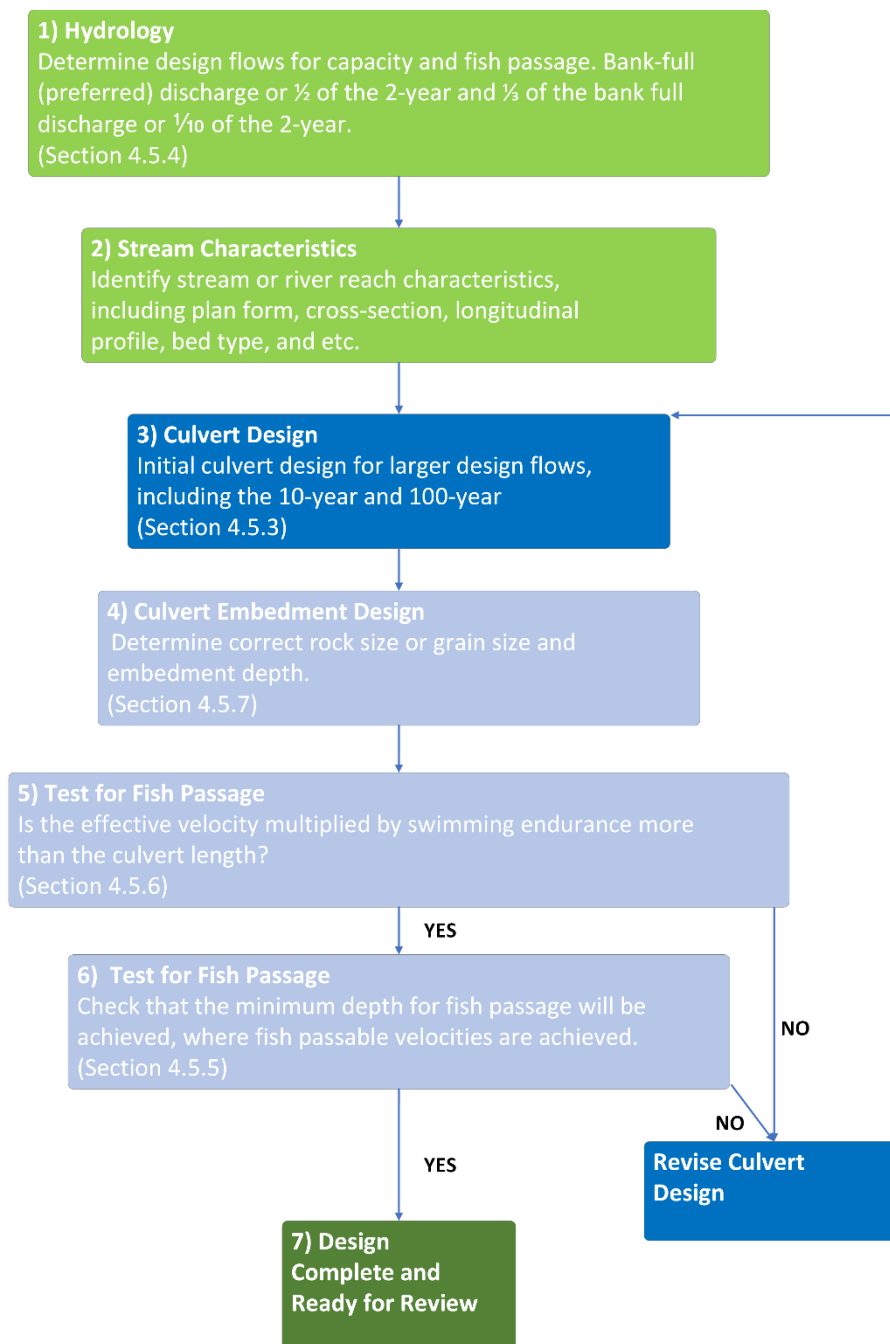 1) Hydrology
Determine design flows for capacity and fish passage. Bank-full
(preferred) discharge or ½ of the 2-year and ⅓ of the bank full
discharge or ⅒ of the 2-year.
(Section 4.5.4)
2) Stream Characteristics
Identify stream or river reach characteristics,
including plan form, cross-section, longitudinal
profile, bed type, and etc.
3) Culvert Design
Initial culvert design for larger design flows,
including the 10-year and 100-year
(Section 4.5.3)
4) Culvert Embedment Design
Determine correct rock size or grain size and
embedment depth.
(Section 4.5.7)
5) Test for Fish Passage
Is the effective velocity multiplied by swimming endurance more
than the culvert length?
(Section 4.5.6)
YES
6) Test for Fish Passage
Check that the minimum depth for fish passage will be
achieved, where fish passable velocities are achieved.
(Section 4.5.5)
NO
NO
YES
Revise Culvert
Design
7) Design
Complete and
Ready for Review